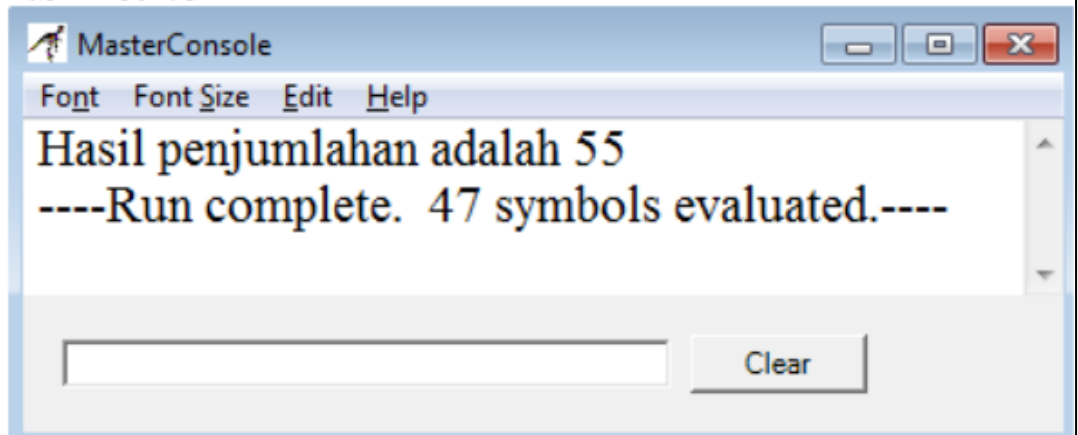 MasterConsole
Font Font Size Edit Help
Hasil penjumlahan adalah 55
----Run complete.  47 symbols evaluated.----
Clear